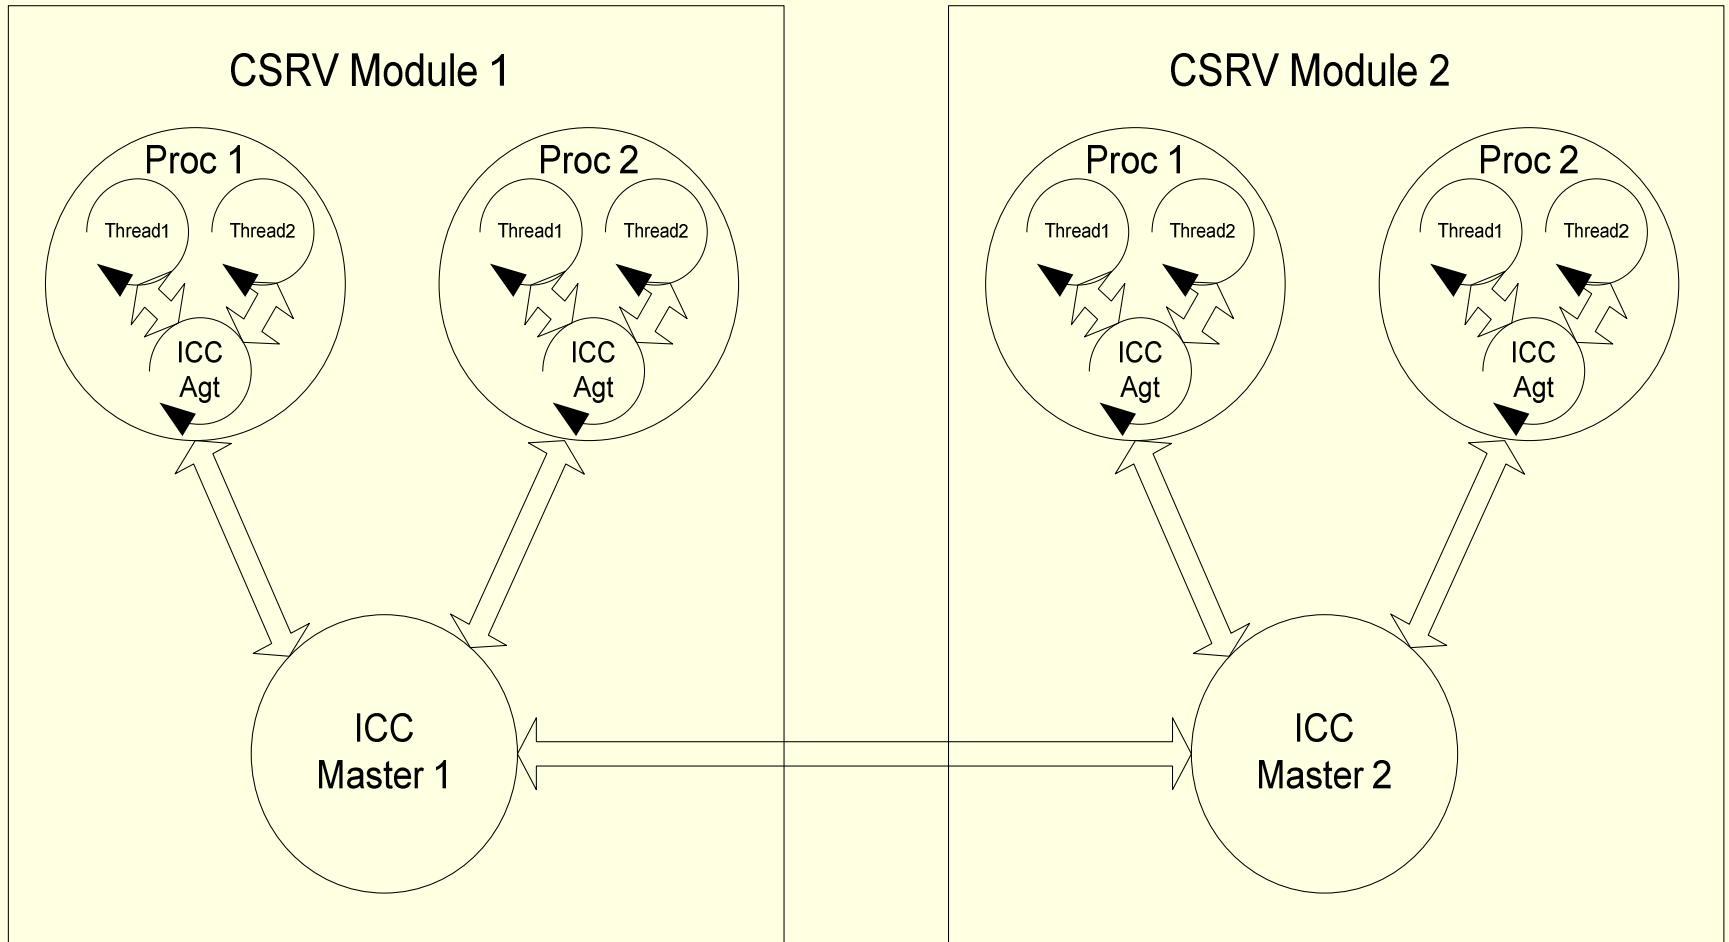 CSRV Module 1
Proc 1
Thread1
Thread2
ICC
Agt
Proc 2
Thread1
Thread2
ICC
Agt
ICC
Master 1
CSRV Module 2
Proc 1
Thread1
Thread2
ICC
Agt
Proc 2
Thread1
Thread2
ICC
Agt
ICC
Master 2